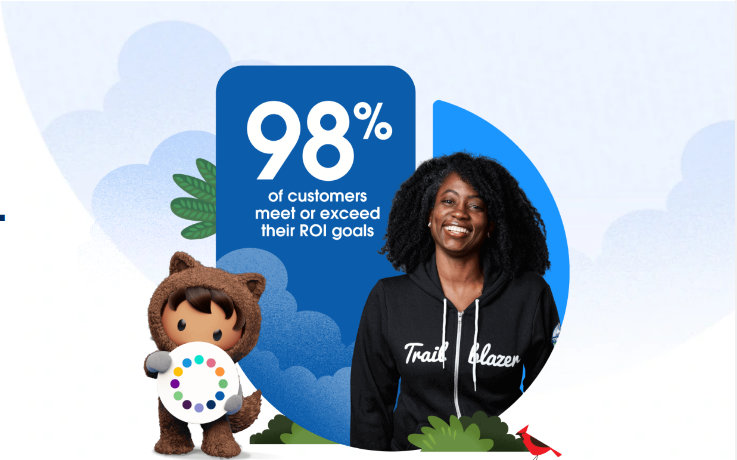 98%
of customers
meet or exceed
their ROI goals
Trail blazer